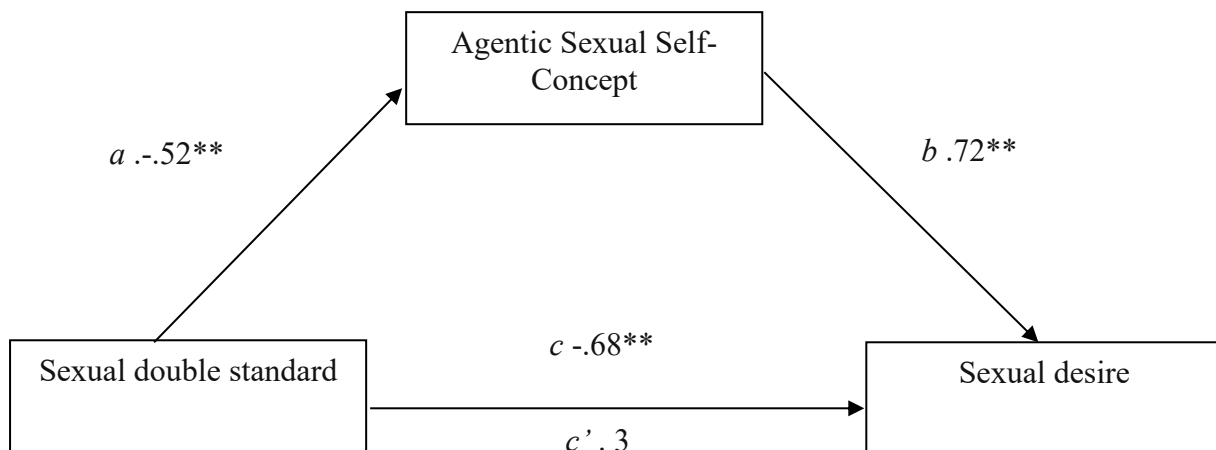 Agentic Sexual Self-
Concept
a .-.52**
b .72**
c -.68**
Sexual double standard
Sexual desire
c’ . 3